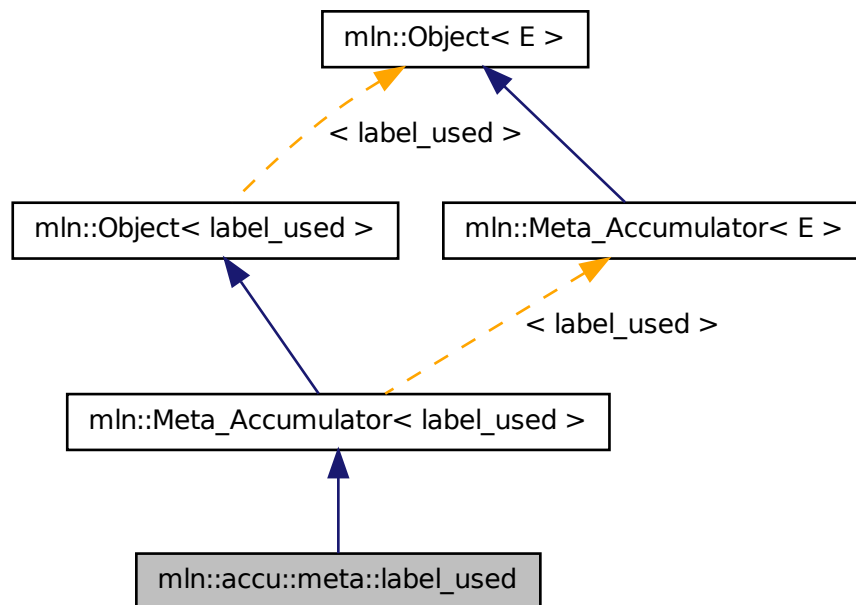 mln::Object< E >
< label_used >
mln::Object< label_used >
mln::Meta_Accumulator< E >
< label_used >
mln::Meta_Accumulator< label_used >
mln::accu::meta::label_used